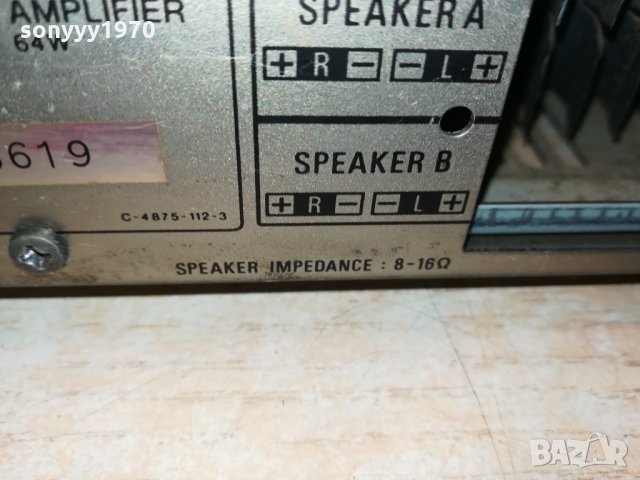 sonyyy1970
AMPLIFIER
64W
SPEAKER A
+ R − − L +
SPEAKER B
+ R − − L +
619
C-4875-112-3
SPEAKER IMPEDANCE : 8-16Ω
BAZAR